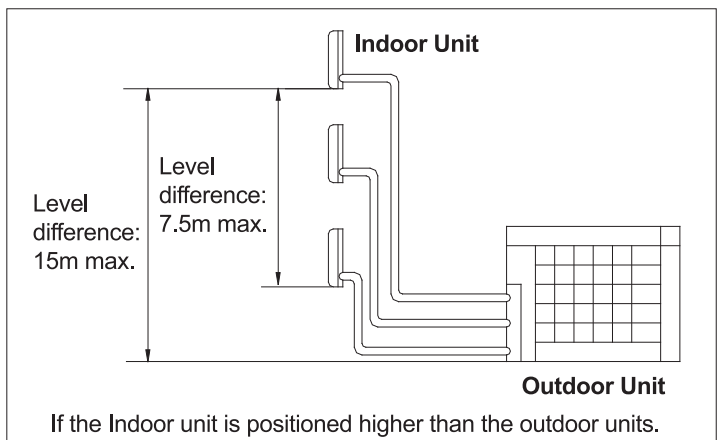 Indoor Unit
Level
difference:
7.5m max.
Level
difference:
15m max.
Outdoor Unit
If the Indoor unit is positioned higher than the outdoor units.